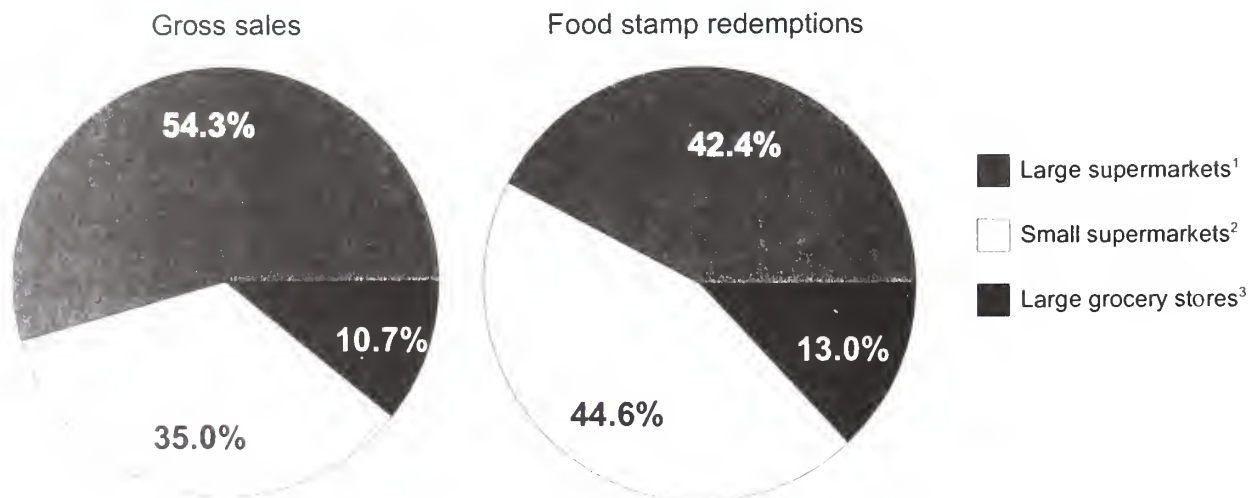 Gross sales
Food stamp redemptions
54.3%
42.4%
10.7%
13.0%
35.0%
44.6%
Large supermarkets¹
Small supermarkets²
Large grocery stores³